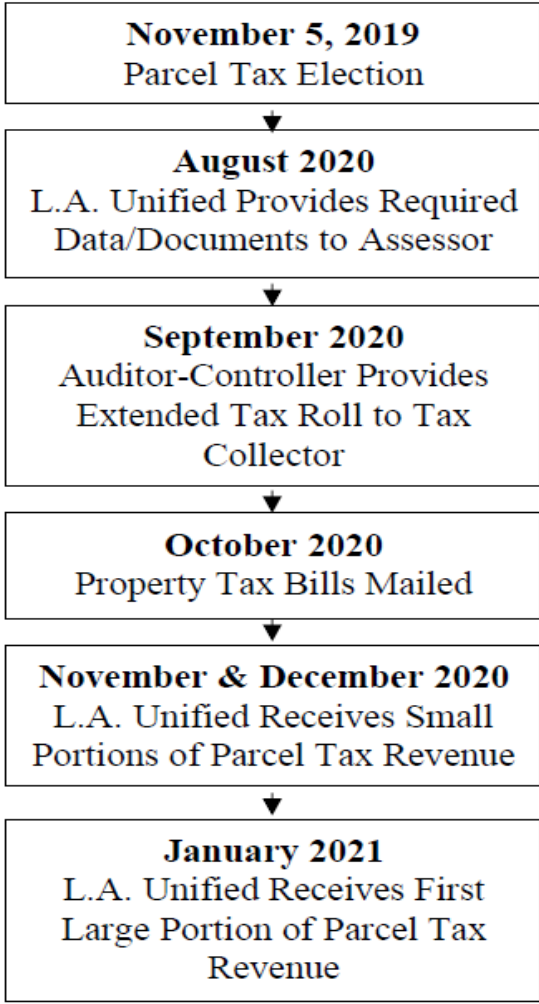 November 5, 2019
Parcel Tax Election
August 2020
L.A. Unified Provides Required
Data/Documents to Assessor
September 2020
Auditor-Controller Provides
Extended Tax Roll to Tax
Collector
October 2020
Property Tax Bills Mailed
November & December 2020
L.A. Unified Receives Small
Portions of Parcel Tax Revenue
January 2021
L.A. Unified Receives First
Large Portion of Parcel Tax
Revenue